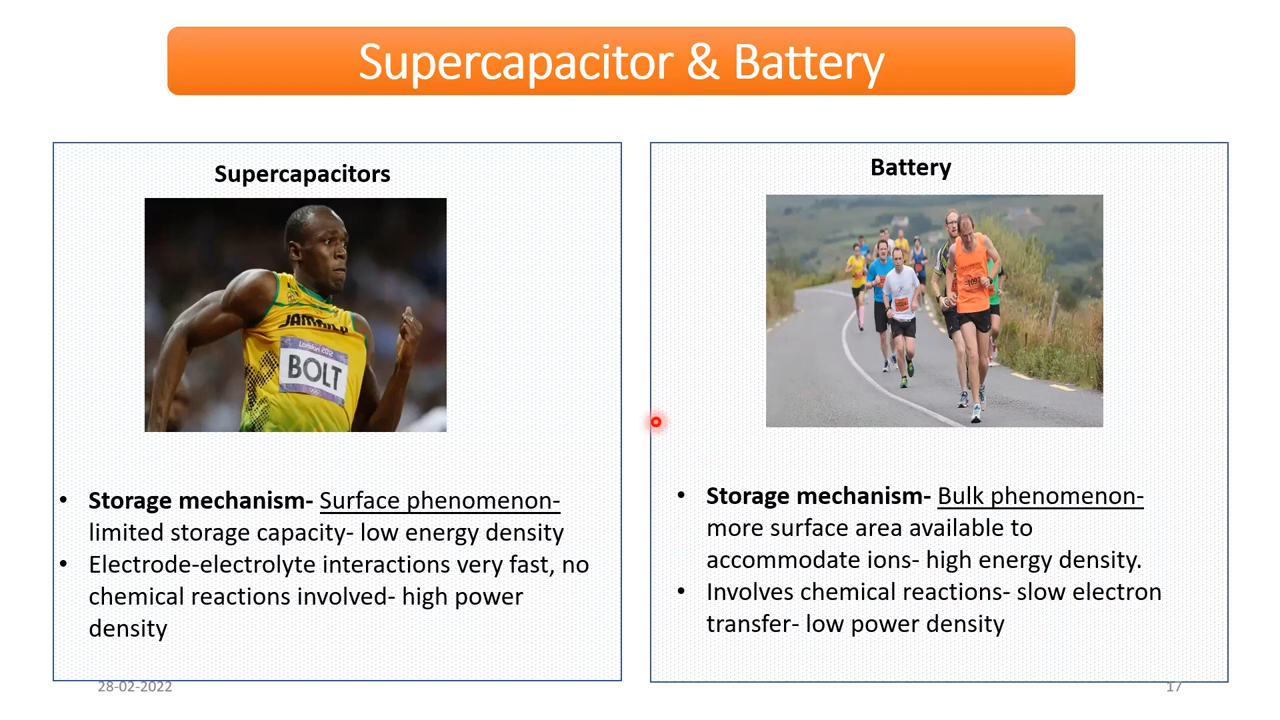 Supercapacitor & Battery
Supercapacitors
JAMAICA
London 2012
BOLT
• Storage mechanism- Surface phenomenon-
limited storage capacity- low energy density
• Electrode-electrolyte interactions very fast, no
chemical reactions involved- high power
density
Battery
• Storage mechanism- Bulk phenomenon-
more surface area available to
accommodate ions- high energy density.
• Involves chemical reactions- slow electron
transfer- low power density
28-02-2022
17